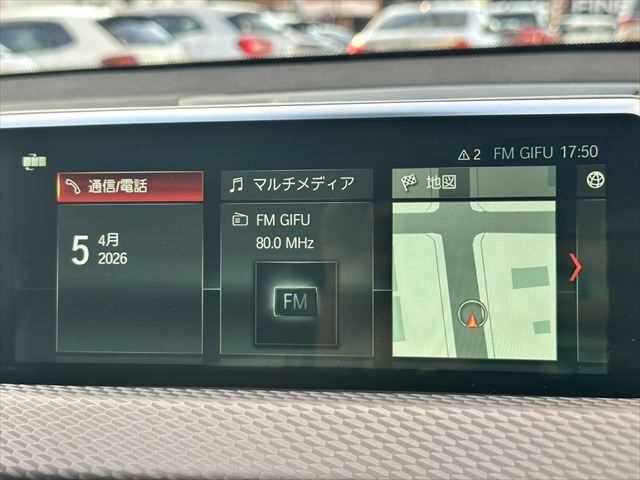 2 FM GIFU 17:50
通信/電話
マルチメディア
地図
5 4月
2026
FM GIFU
80.0 MHz
FM